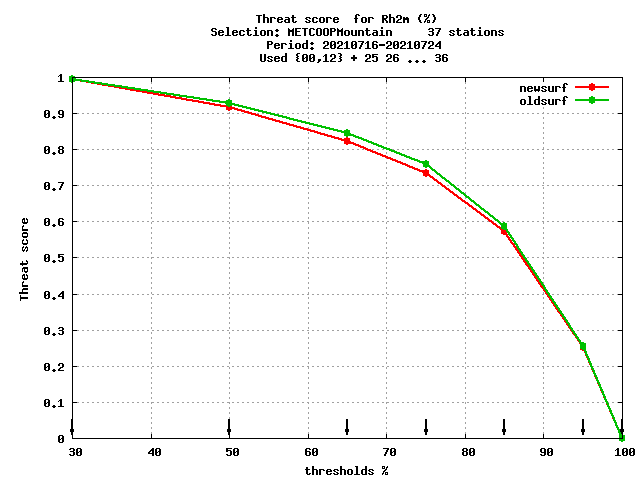 Threat score  for Rh2m (%)
Selection: METCOOPMountain     37 stations
Period: 20210716-20210724
Used {00,12} + 25 26 ... 36
newsurf
oldsurf
1
0.9
0.8
0.7
0.6
0.5
0.4
0.3
0.2
0.1
0
Threat score
30 40 50 60 70 80 90 100
thresholds %